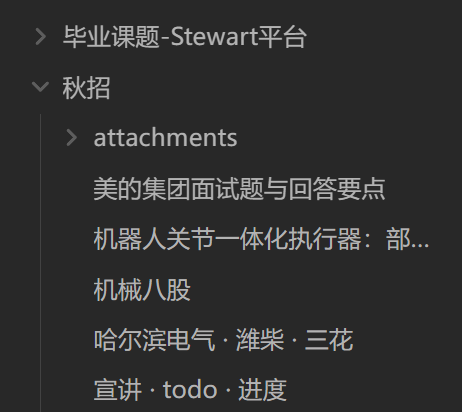 毕业课题-Stewart平台
秋招
attachments
美的集团面试题与回答要点
机器人关节一体化执行器：部...
机械八股
哈尔滨电气 · 潍柴 · 三花
宣讲 · todo · 进度